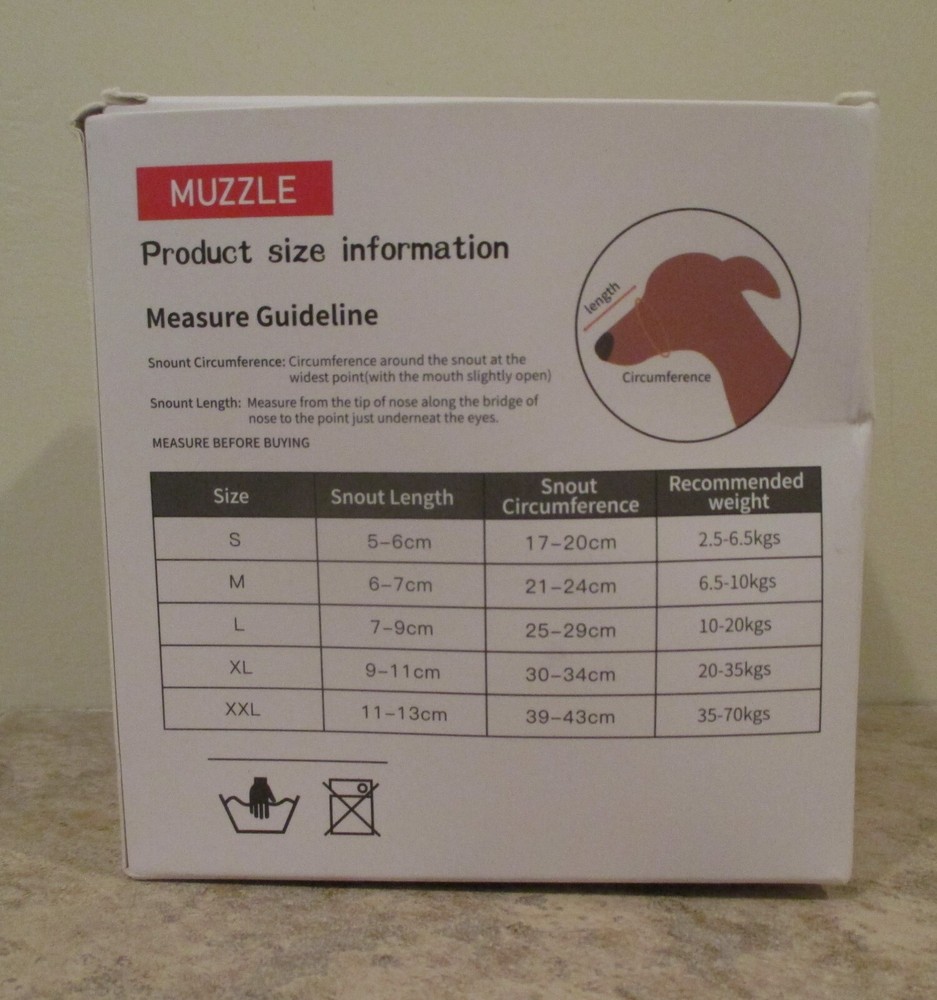 MUZZLE
Product size information
Measure Guideline
Snount Circumference: Circumference around the snout at the
widest point(with the mouth slightly open)
Snount Length: Measure from the tip of nose along the bridge of
nose to the point just underneat the eyes.
MEASURE BEFORE BUYING
length
Circumference
Size Snout Length Snout Circumference Recommended weight
S 5–6cm 17–20cm 2.5-6.5kgs
M 6–7cm 21–24cm 6.5-10kgs
L 7–9cm 25–29cm 10-20kgs
XL 9–11cm 30–34cm 20-35kgs
XXL 11–13cm 39–43cm 35-70kgs